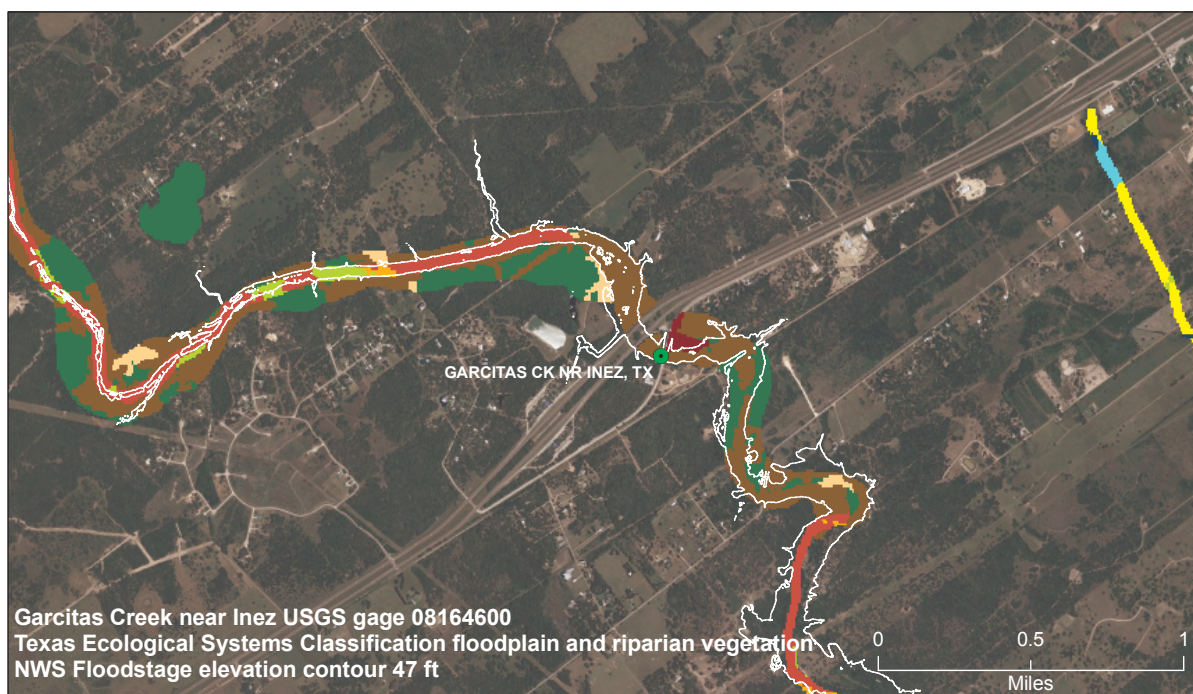 GARCITAS CK NR INEZ, TX
Garcitas Creek near Inez USGS gage 08164600
Texas Ecological Systems Classification floodplain and riparian vegetation
NWS Floodstage elevation contour 47 ft
0 0.5 1
Miles